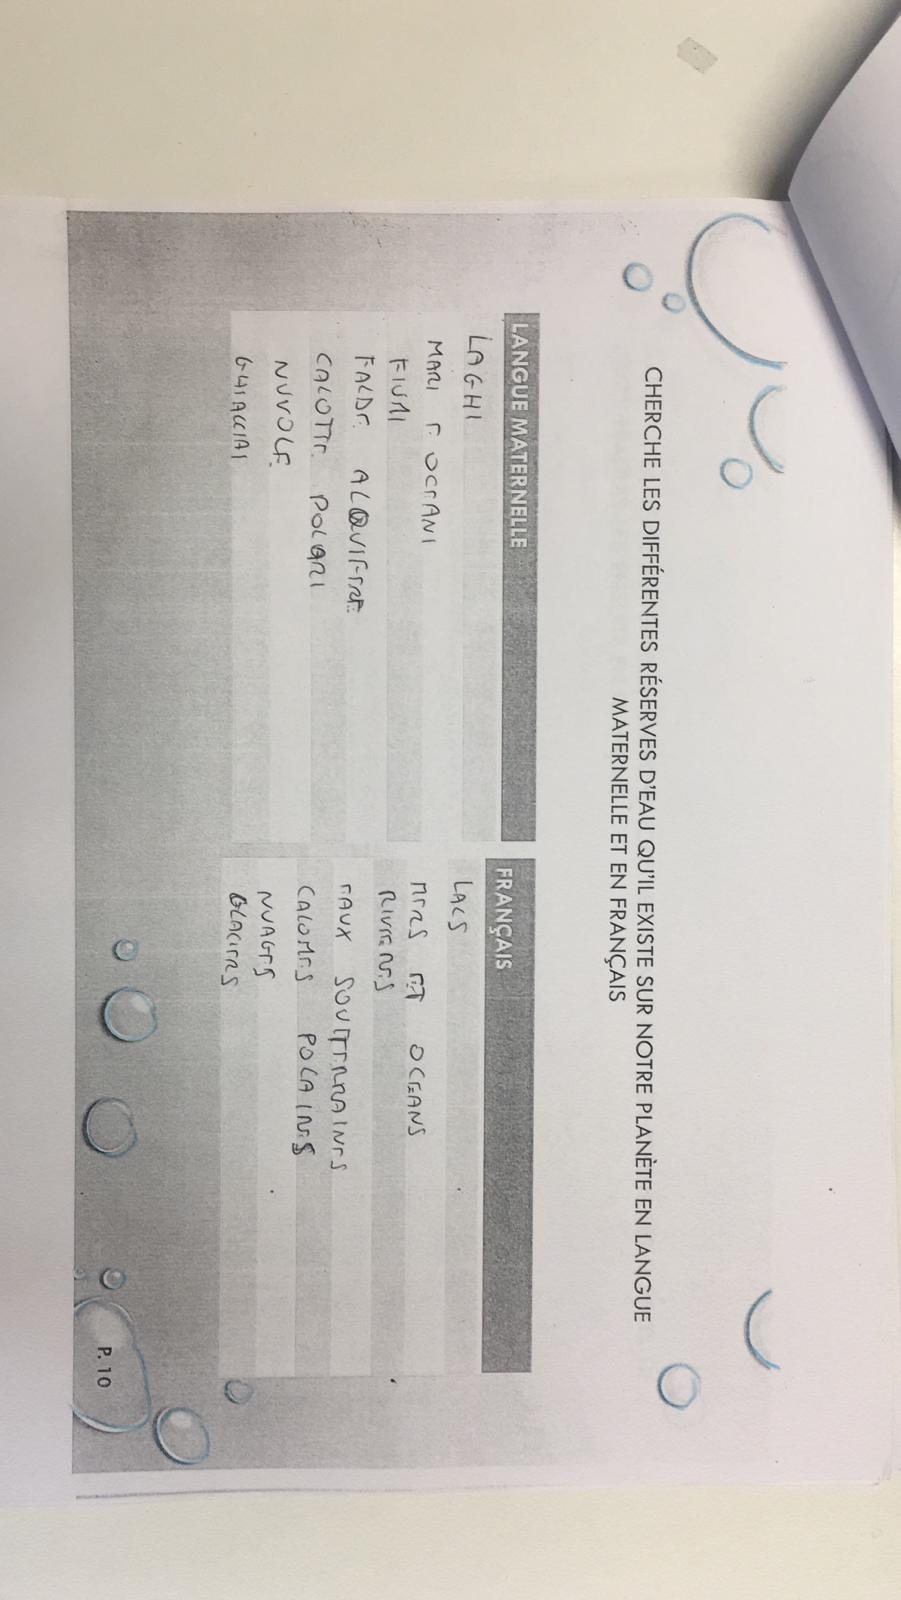 CHERCHE LES DIFFÉRENTES RÉSERVES D'EAU QU'IL EXISTE SUR NOTRE PLANÈTE EN LANGUE
MATERNELLE ET EN FRANÇAIS
LANGUE MATERNELLE
LAGHI
MARI E OCEANI
FIUMI
FALDE ACQUIFERE
CALOTTE POLARI
NUVOLE
GHIACCIAI
FRANÇAIS
LACS
MERS ET OCEANS
RIVIERES
EAUX SOUTERRAINES
CALOTTES POLAIRES
NUAGES
GLACIERS
P. 10